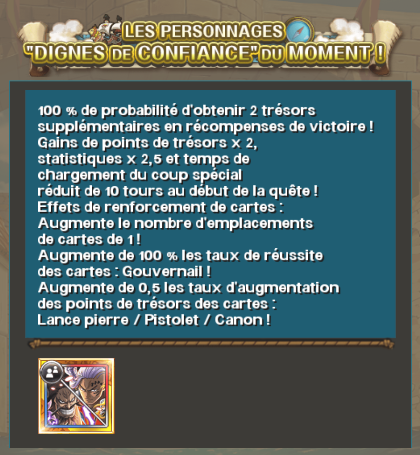 LES PERSONNAGES
"DIGNES DE CONFIANCE" DU MOMENT !
100 % de probabilité d'obtenir 2 trésors
supplémentaires en récompenses de victoire !
Gains de points de trésors x 2,
statistiques x 2,5 et temps de
chargement du coup spécial
réduit de 10 tours au début de la quête !
Effets de renforcement de cartes :
Augmente le nombre d'emplacements
de cartes de 1 !
Augmente de 100 % les taux de réussite
des cartes : Gouvernail !
Augmente de 0,5 les taux d'augmentation
des points de trésors des cartes :
Lance pierre / Pistolet / Canon !